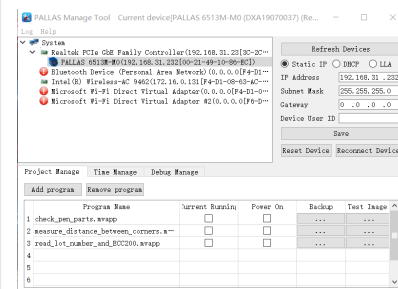 PALLAS Manage Tool Current device[PALLAS 6513M-M0 (DXA19070037) (Re...
Log Help
System
Realtek PCIe GbE Family Controller(192.168.31.23[3C-2C-...
PALLAS 6513M-M0(192.168.31.232[00-21-49-10-86-EC])
Bluetooth Device (Personal Area Network)(0.0.0.0[F4-D1-...
Intel(R) Wireless-AC 9462(172.16.0.131[F4-D1-08-63-AC-...
Microsoft Wi-Fi Direct Virtual Adapter(0.0.0.0[F4-D1-0...
Microsoft Wi-Fi Direct Virtual Adapter #2(0.0.0.0[F6-D...
Refresh Devices
Static IP DHCP LLA
IP Address 192.168.31 .232
Subnet Mask 255.255.255.0
Gateway 0 .0 .0 .0
Device User ID
Save
Reset Device Reconnect Device
Project Manage Time Manage Debug Manage
Add program Remove program
Program Name Current Running Power On Backup Test Image
1 check_pen_parts.mvapp ... ...
2 measure_distance_between_corners.m... ... ...
3 read_lot_number_and_ECC200.mvapp ... ...
4
5
6